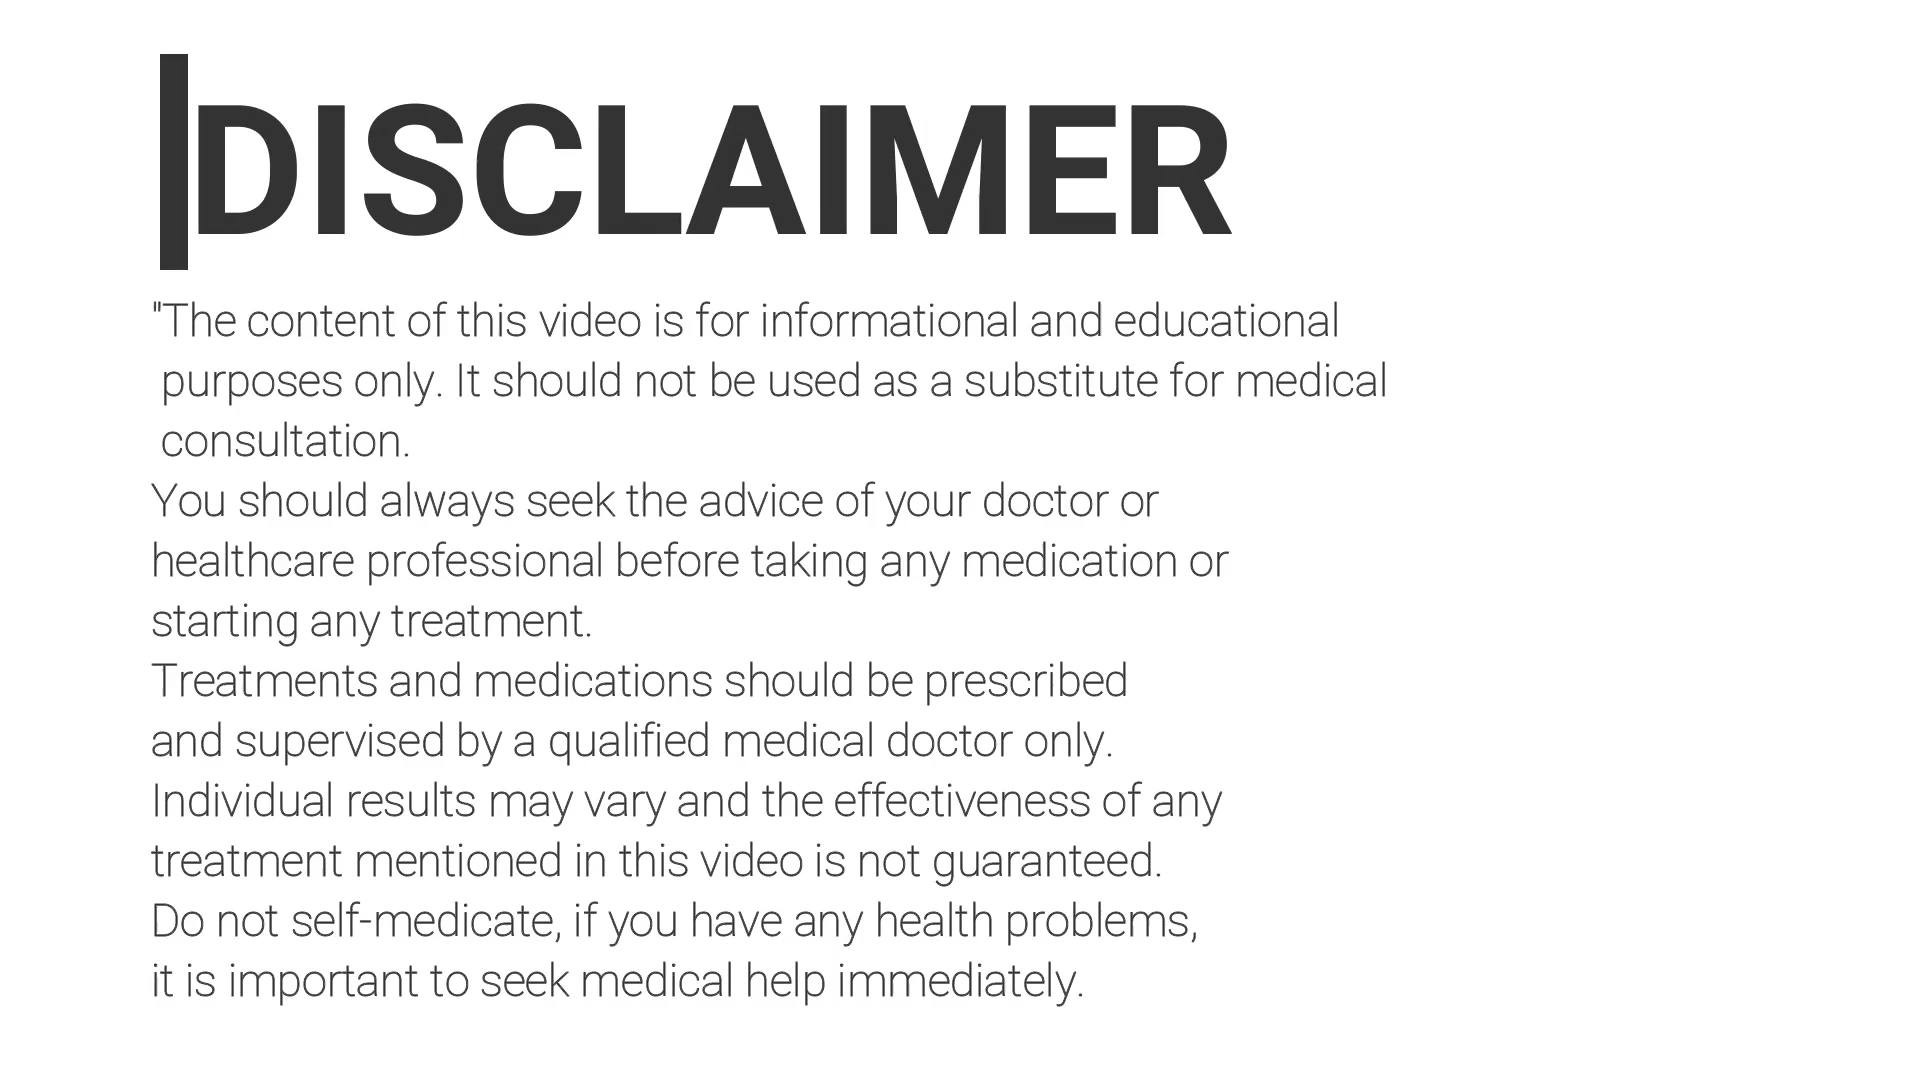 DISCLAIMER
"The content of this video is for informational and educational
purposes only. It should not be used as a substitute for medical
consultation.
You should always seek the advice of your doctor or
healthcare professional before taking any medication or
starting any treatment.
Treatments and medications should be prescribed
and supervised by a qualified medical doctor only.
Individual results may vary and the effectiveness of any
treatment mentioned in this video is not guaranteed.
Do not self-medicate, if you have any health problems,
it is important to seek medical help immediately.